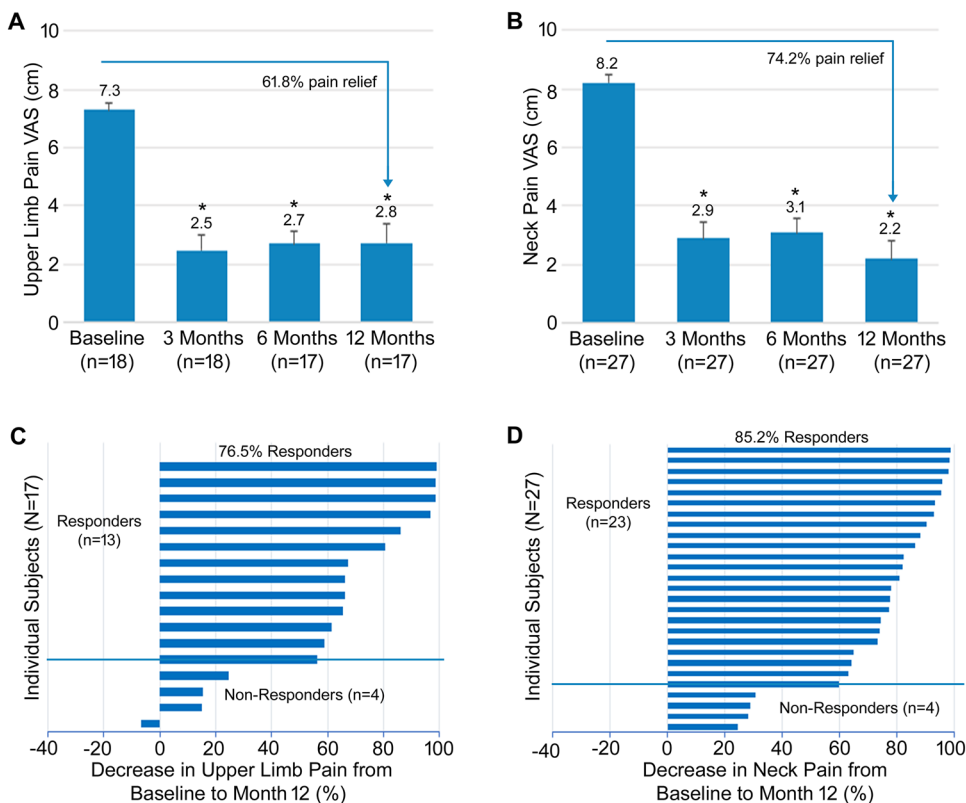 A
Upper Limb Pain VAS (cm)
10
8
6
4
2
0
61.8% pain relief
7.3
*
2.5
*
2.7
*
2.8
Baseline
(n=18)
3 Months
(n=18)
6 Months
(n=17)
12 Months
(n=17)
B
Neck Pain VAS (cm)
10
8
6
4
2
0
74.2% pain relief
8.2
*
2.9
*
3.1
*
2.2
Baseline
(n=27)
3 Months
(n=27)
6 Months
(n=27)
12 Months
(n=27)
C
76.5% Responders
Individual Subjects (N=17)
Responders
(n=13)
Non-Responders (n=4)
-40 -20 0 20 40 60 80 100
Decrease in Upper Limb Pain from
Baseline to Month 12 (%)
D
85.2% Responders
Individual Subjects (N=27)
Responders
(n=23)
Non-Responders (n=4)
-40 -20 0 20 40 60 80 100
Decrease in Neck Pain from
Baseline to Month 12 (%)